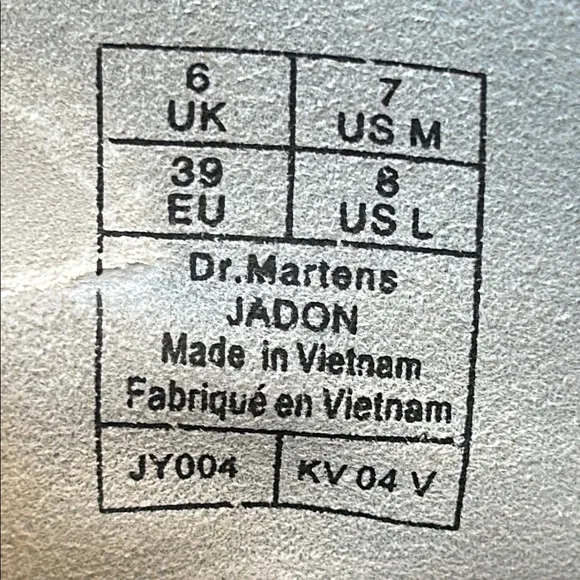 6
UK
7
US M
39
EU
8
US L
Dr.Martens
JADON
Made in Vietnam
Fabriqué en Vietnam
JY004
KV 04 V